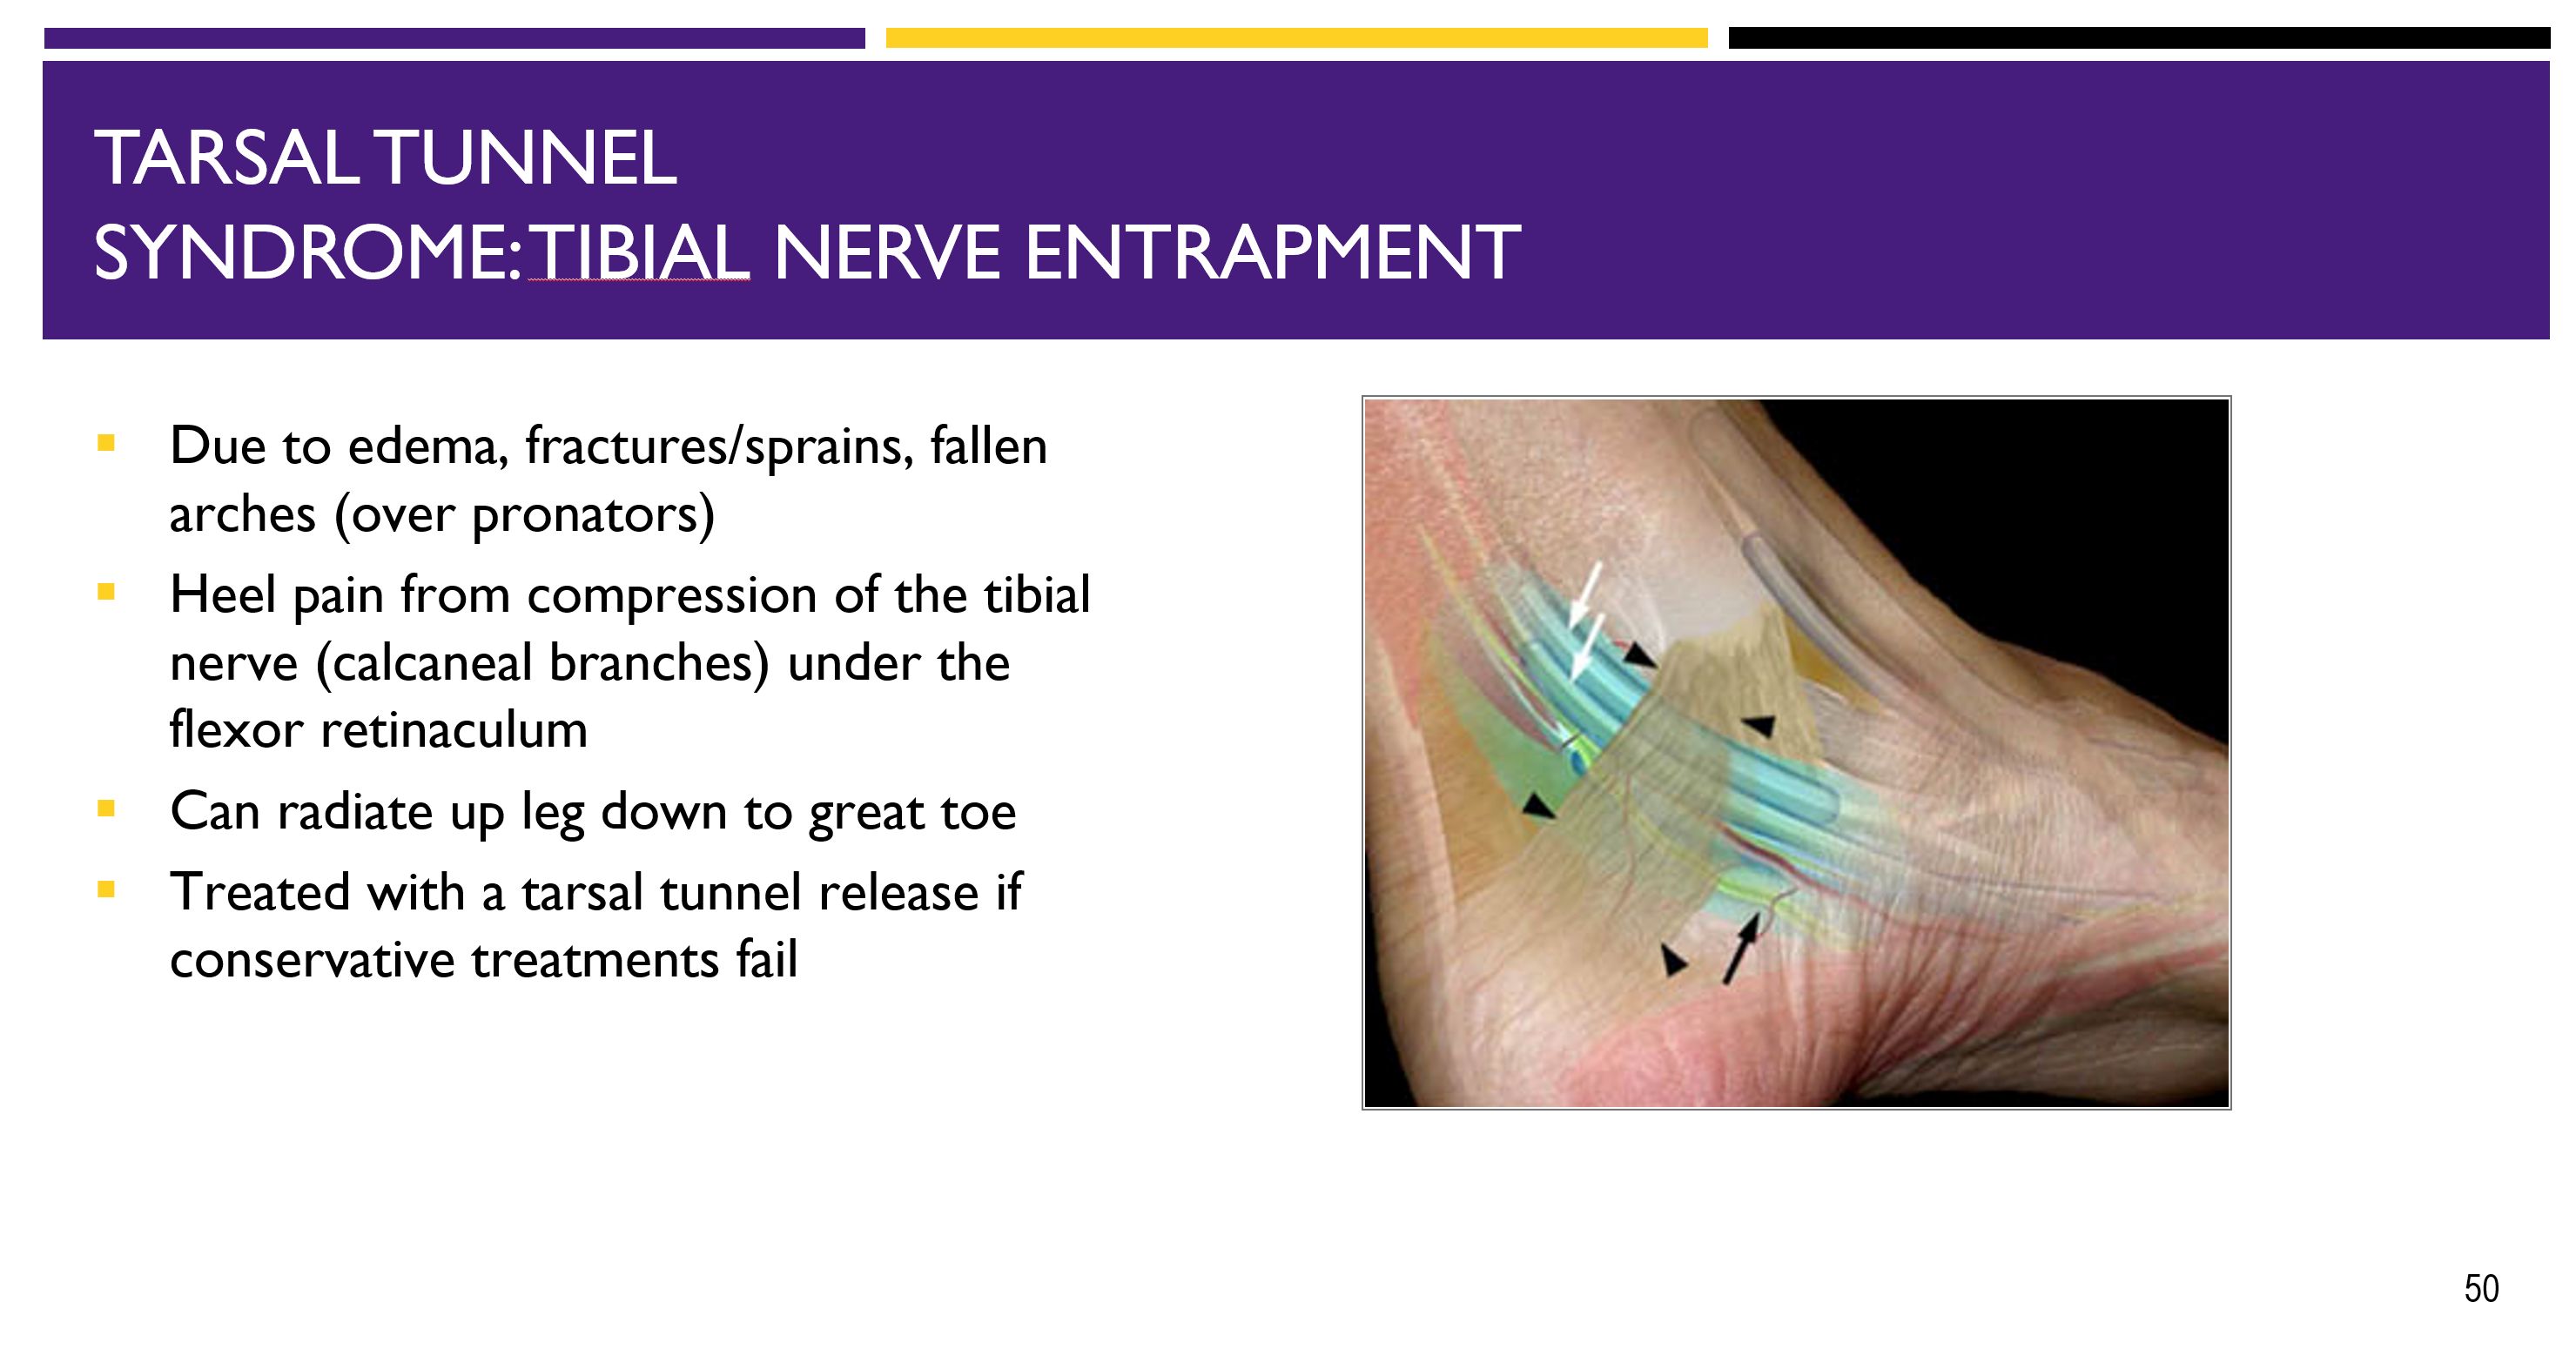 TARSAL TUNNEL
SYNDROME: TIBIAL NERVE ENTRAPMENT
▪ Due to edema, fractures/sprains, fallen
arches (over pronators)
▪ Heel pain from compression of the tibial
nerve (calcaneal branches) under the
flexor retinaculum
▪ Can radiate up leg down to great toe
▪ Treated with a tarsal tunnel release if
conservative treatments fail
50